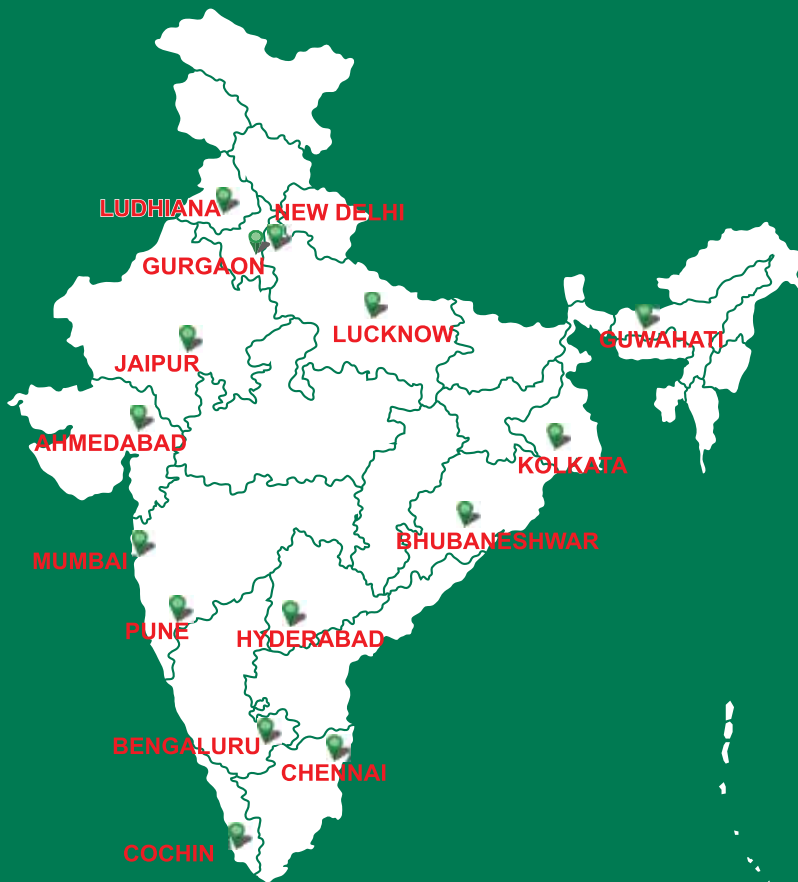 LUDHIANA
NEW DELHI
GURGAON
LUCKNOW
GUWAHATI
JAIPUR
AHMEDABAD
KOLKATA
BHUBANESHWAR
MUMBAI
PUNE
HYDERABAD
BENGALURU
CHENNAI
COCHIN